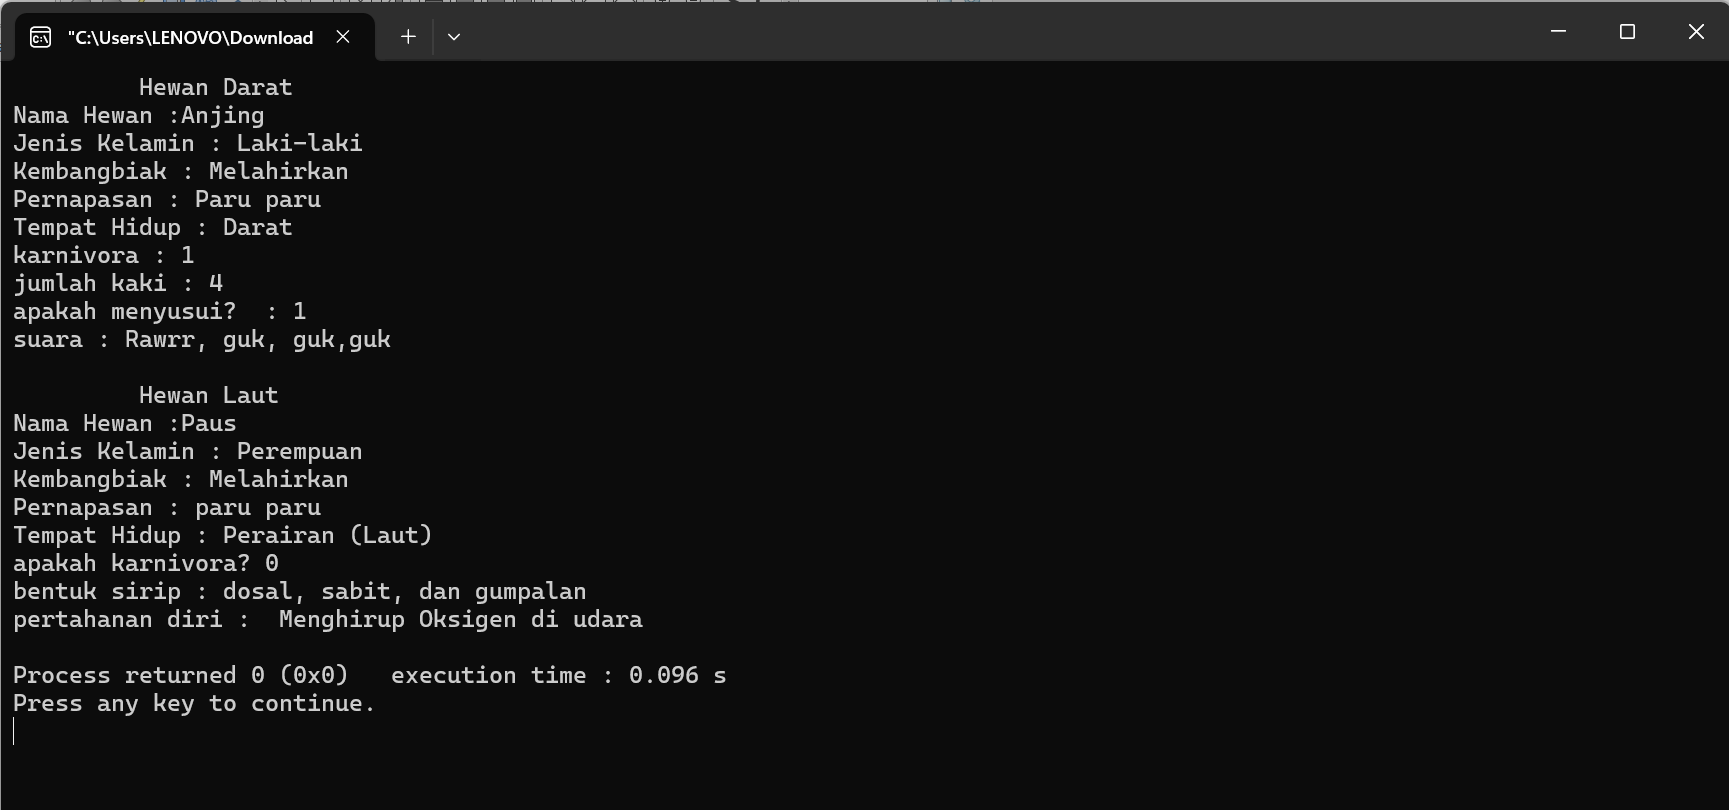 "C:\Users\LENOVO\Download
Hewan Darat
Nama Hewan :Anjing
Jenis Kelamin : Laki-laki
Kembangbiak : Melahirkan
Pernapasan : Paru paru
Tempat Hidup : Darat
karnivora : 1
jumlah kaki : 4
apakah menyusui?  : 1
suara : Rawrr, guk, guk,guk
Hewan Laut
Nama Hewan :Paus
Jenis Kelamin : Perempuan
Kembangbiak : Melahirkan
Pernapasan : paru paru
Tempat Hidup : Perairan (Laut)
apakah karnivora? 0
bentuk sirip : dosal, sabit, dan gumpalan
pertahanan diri :  Menghirup Oksigen di udara
Process returned 0 (0x0)   execution time : 0.096 s
Press any key to continue.